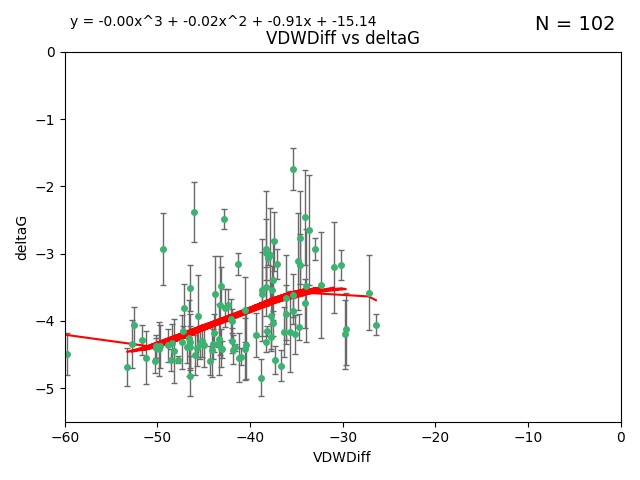 y = -0.00x^3 + -0.02x^2 + -0.91x + -15.14
N = 102
VDWDiff vs deltaG
0
−1
−2
−3
−4
−5
deltaG
−60 −50 −40 −30 −20 −10 0
VDWDiff